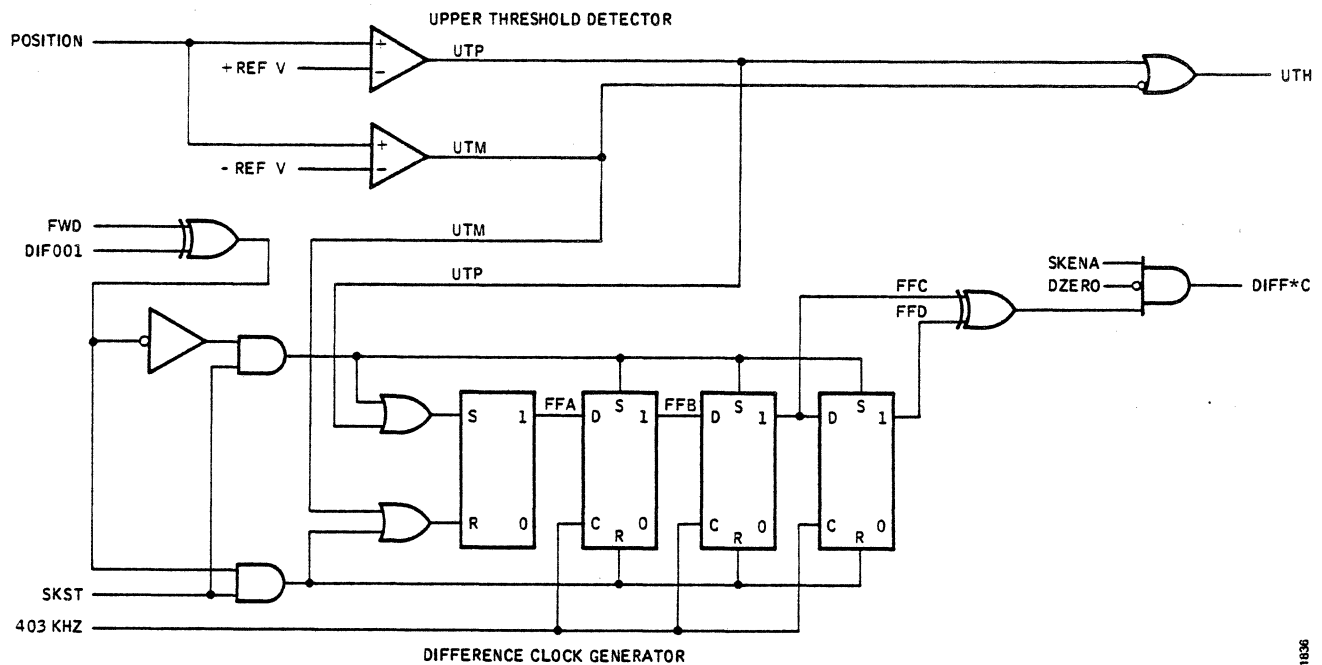 UPPER THRESHOLD DETECTOR
POSITION
+
UTP
+REF V
-
UTH
+
UTM
- REF V
-
FWD
UTM
DIF001
SKENA
UTP
FFC
DZERO
DIFF*C
FFD
S 1 FFA D S 1 FFB D S 1 D S 1
R 0 C R 0 C R 0 C R 0
SKST
403 KHZ
DIFFERENCE CLOCK GENERATOR
1836